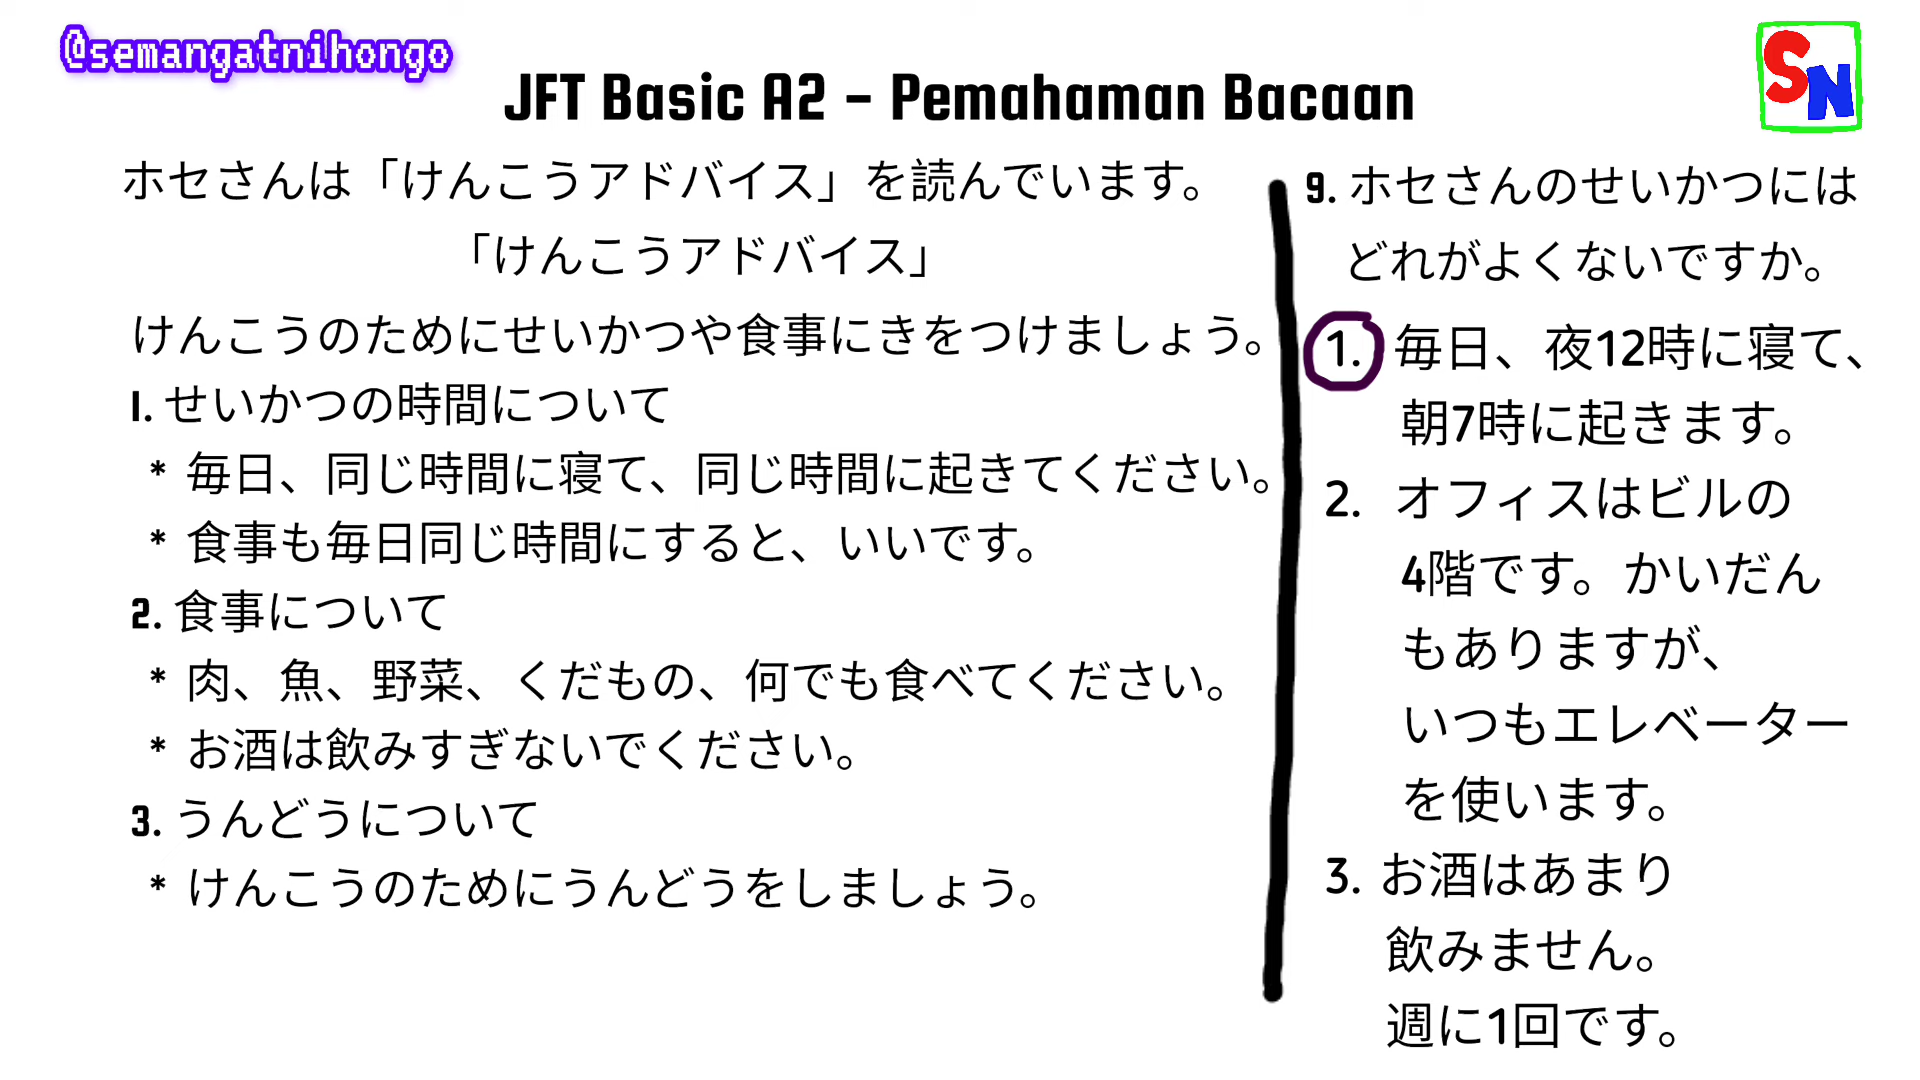 @semangatnihongo
SN
JFT Basic A2 - Pemahaman Bacaan
ホセさんは「けんこうアドバイス」を読んでいます。
「けんこうアドバイス」
けんこうのためにせいかつや食事にきをつけましょう。
1. せいかつの時間について
* 毎日、同じ時間に寝て、同じ時間に起きてください。
* 食事も毎日同じ時間にすると、いいです。
2. 食事について
* 肉、魚、野菜、くだもの、何でも食べてください。
* お酒は飲みすぎないでください。
3. うんどうについて
* けんこうのためにうんどうをしましょう。
9. ホセさんのせいかつには
どれがよくないですか。
1. 毎日、夜12時に寝て、
朝7時に起きます。
2. オフィスはビルの
4階です。かいだん
もありますが、
いつもエレベーター
を使います。
3. お酒はあまり
飲みません。
週に1回です。